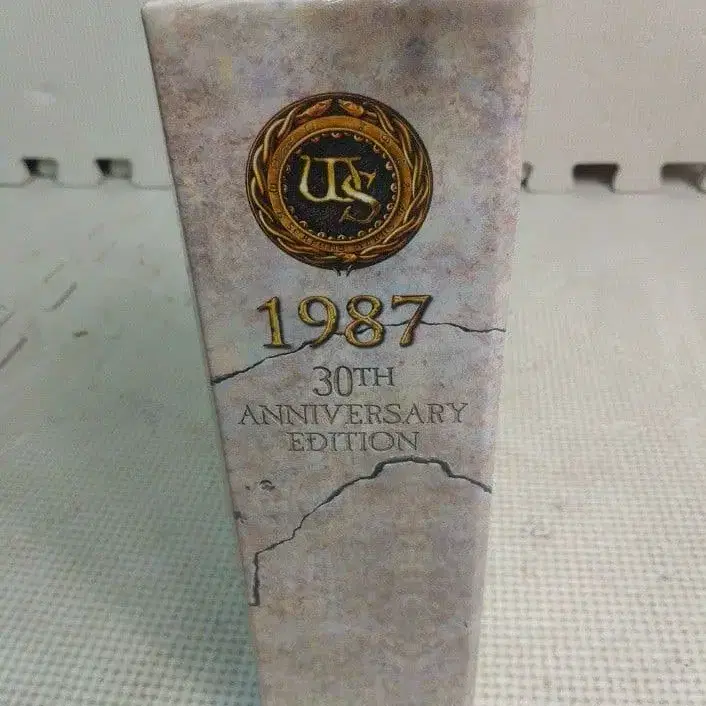 WS
1987
30TH
ANNIVERSARY
EDITION